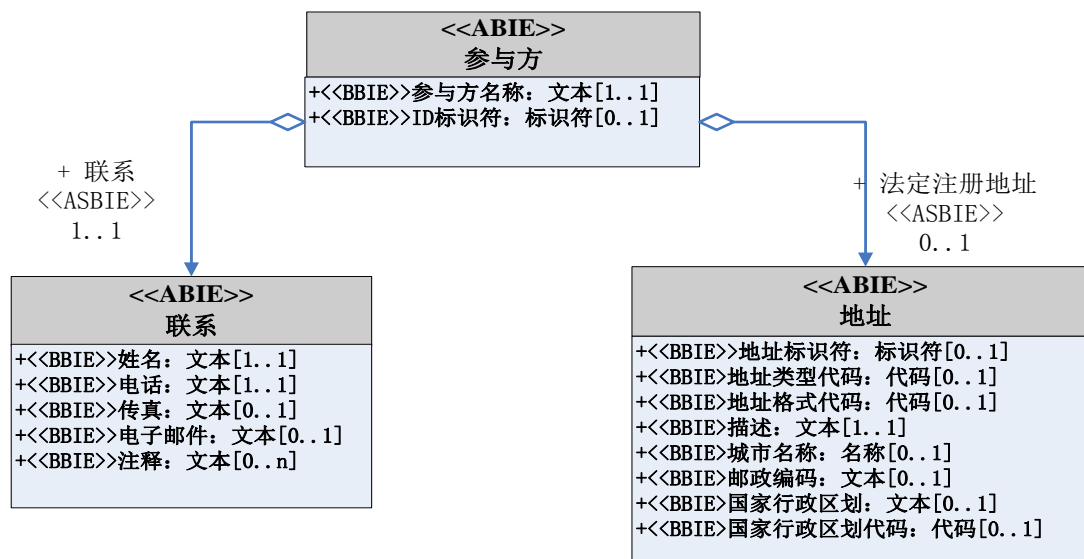 <<ABIE>>
参与方
+<<BBIE>>参与方名称：文本[1..1]
+<<BBIE>>ID标识符：标识符[0..1]
+ 联系
<<ASBIE>>
1..1
+ 法定注册地址
<<ASBIE>>
0..1
<<ABIE>>
联系
+<<BBIE>>姓名：文本[1..1]
+<<BBIE>>电话：文本[1..1]
+<<BBIE>>传真：文本[0..1]
+<<BBIE>>电子邮件：文本[0..1]
+<<BBIE>>注释：文本[0..n]
<<ABIE>>
地址
+<<BBIE>>地址标识符：标识符[0..1]
+<<BBIE>地址类型代码：代码[0..1]
+<<BBIE>地址格式代码：代码[0..1]
+<<BBIE>描述：文本[1..1]
+<<BBIE>城市名称：名称[0..1]
+<<BBIE>邮政编码：文本[0..1]
+<<BBIE>国家行政区划：文本[0..1]
+<<BBIE>国家行政区划代码：代码[0..1]